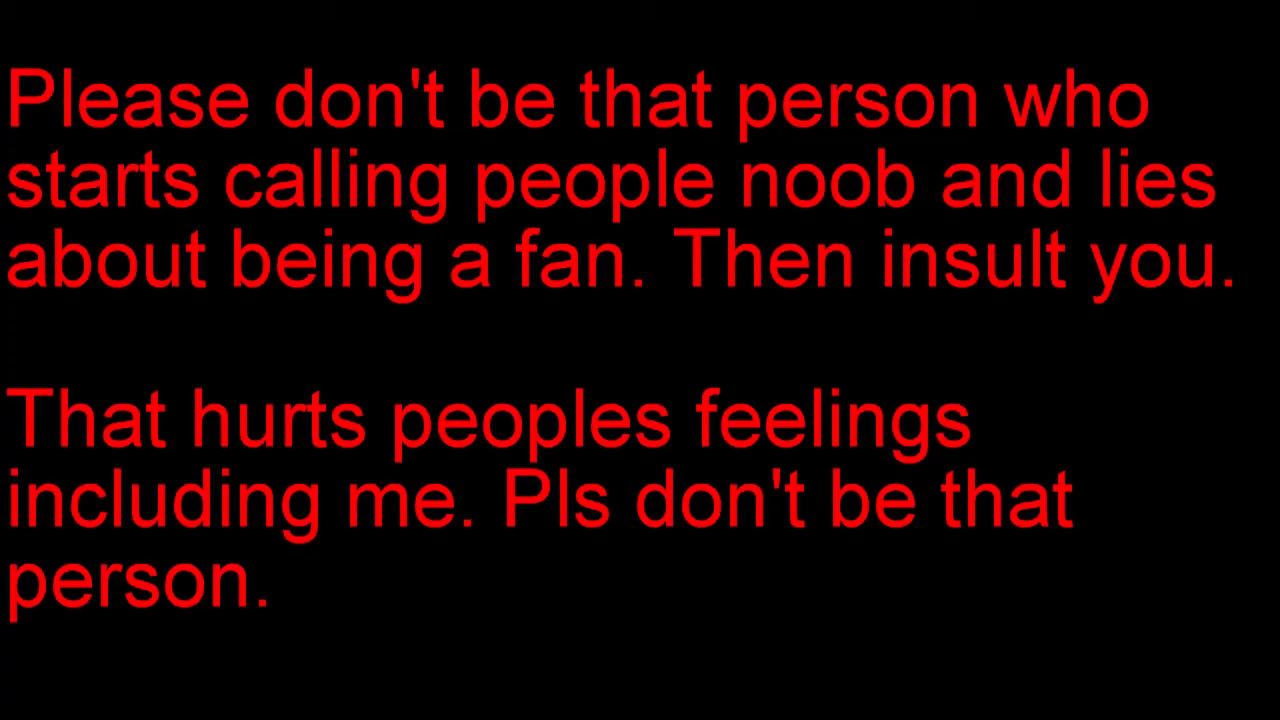 Please don't be that person who
starts calling people noob and lies
about being a fan. Then insult you.
That hurts peoples feelings
including me. Pls don't be that
person.